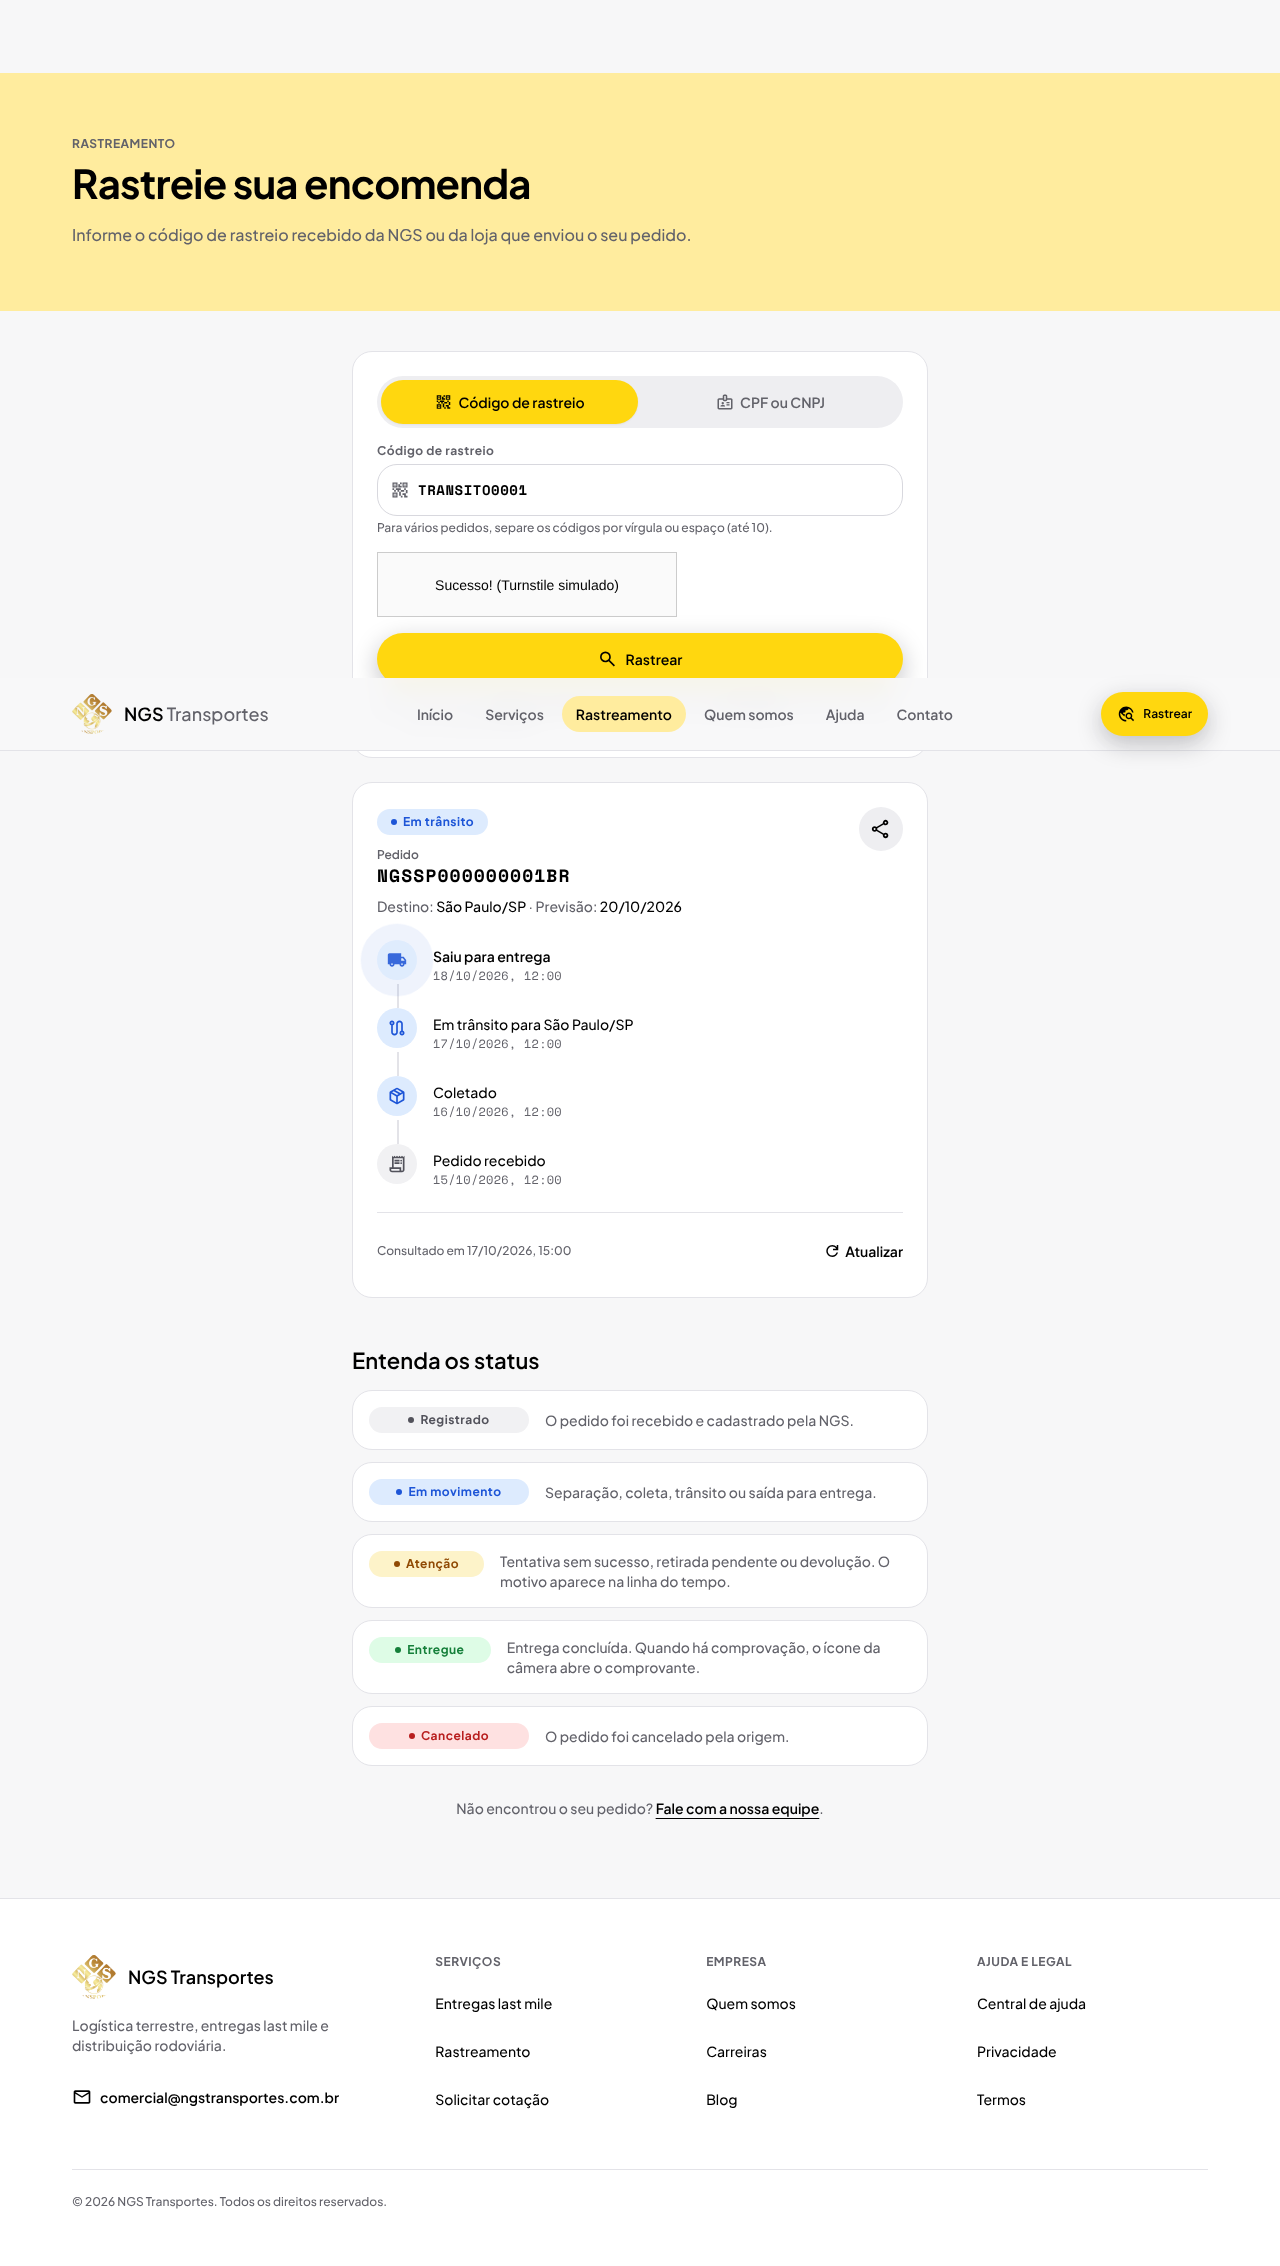 RASTREAMENTO
Rastreie sua encomenda
Informe o código de rastreio recebido da NGS ou da loja que enviou o seu pedido.
Código de rastreio
CPF ou CNPJ
Código de rastreio
TRANSITO0001
Para vários pedidos, separe os códigos por vírgula ou espaço (até 10).
Sucesso! (Turnstile simulado)
Rastrear
NGS Transportes
Início
Serviços
Rastreamento
Quem somos
Ajuda
Contato
Rastrear
Em trânsito
Pedido
NGSSP000000001BR
Destino: São Paulo/SP · Previsão: 20/10/2026
Saiu para entrega
18/10/2026, 12:00
Em trânsito para São Paulo/SP
17/10/2026, 12:00
Coletado
16/10/2026, 12:00
Pedido recebido
15/10/2026, 12:00
Consultado em 17/10/2026, 15:00
Atualizar
Entenda os status
Registrado
O pedido foi recebido e cadastrado pela NGS.
Em movimento
Separação, coleta, trânsito ou saída para entrega.
Atenção
Tentativa sem sucesso, retirada pendente ou devolução. O
motivo aparece na linha do tempo.
Entregue
Entrega concluída. Quando há comprovação, o ícone da
câmera abre o comprovante.
Cancelado
O pedido foi cancelado pela origem.
Não encontrou o seu pedido? Fale com a nossa equipe.
NGS Transportes
Logística terrestre, entregas last mile e
distribuição rodoviária.
comercial@ngstransportes.com.br
SERVIÇOS
Entregas last mile
Rastreamento
Solicitar cotação
EMPRESA
Quem somos
Carreiras
Blog
AJUDA E LEGAL
Central de ajuda
Privacidade
Termos
© 2026 NGS Transportes. Todos os direitos reservados.